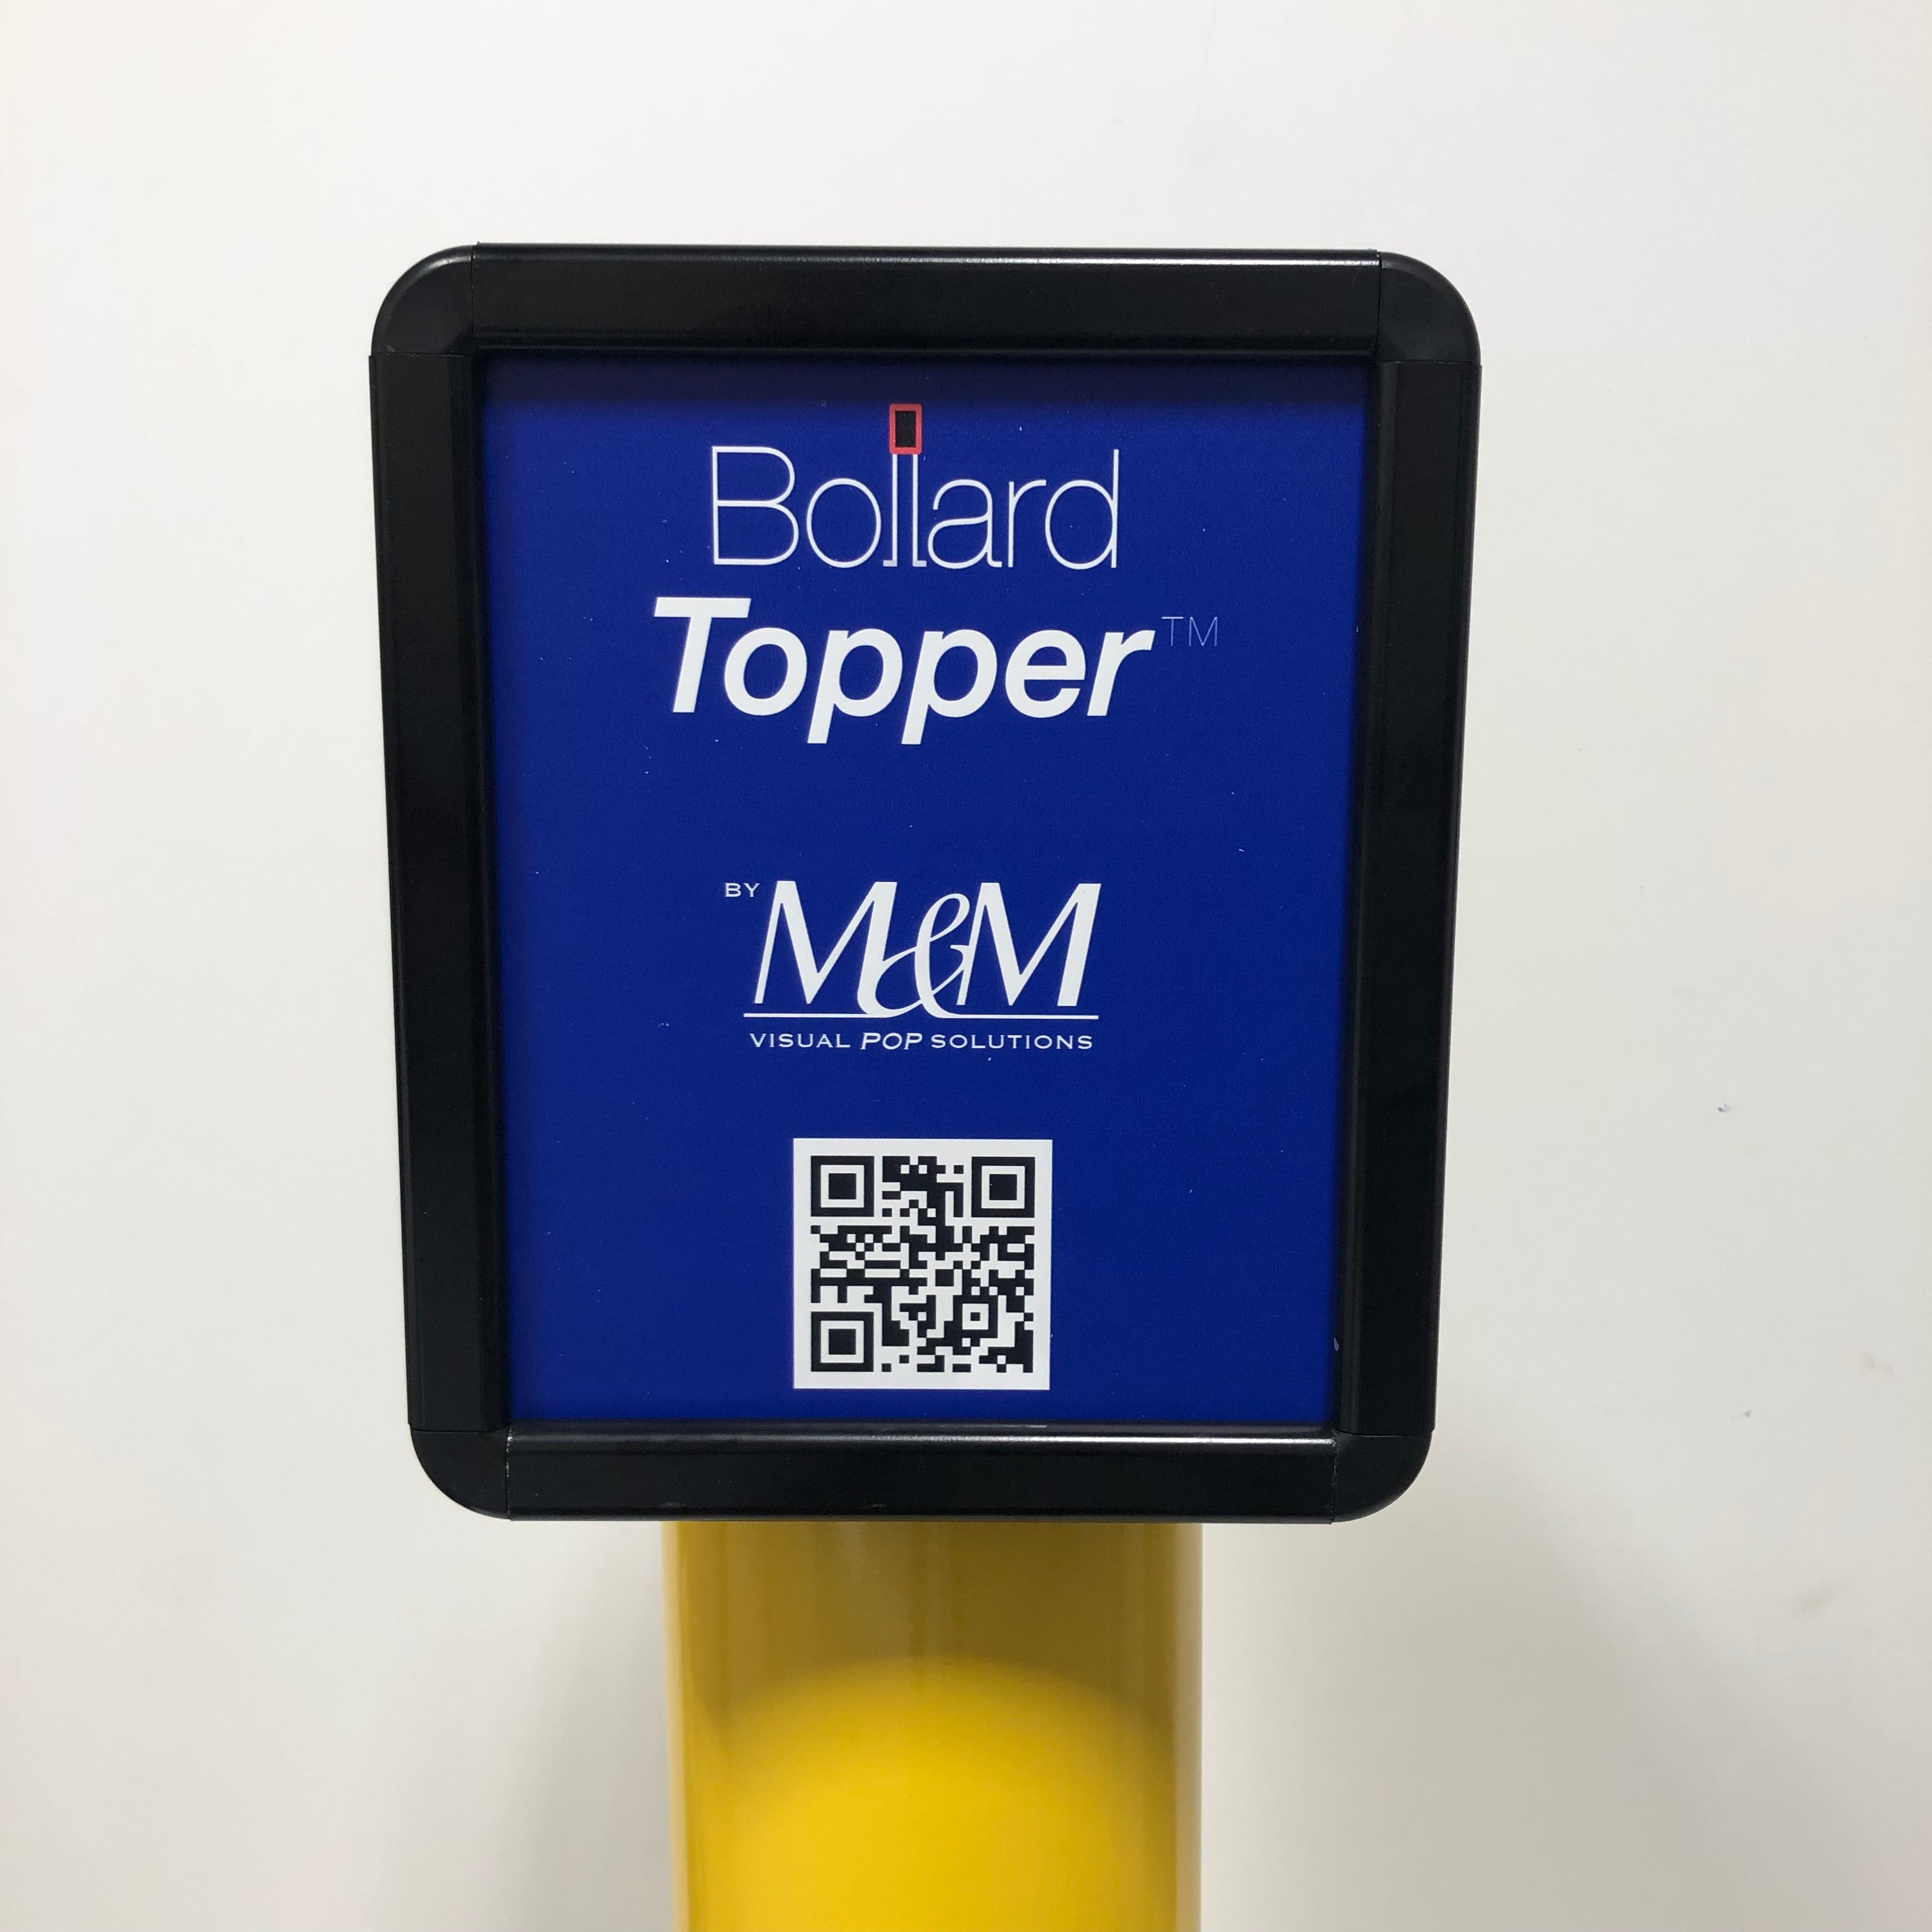 Bollard
Topper™
BY M&M
VISUAL POP SOLUTIONS